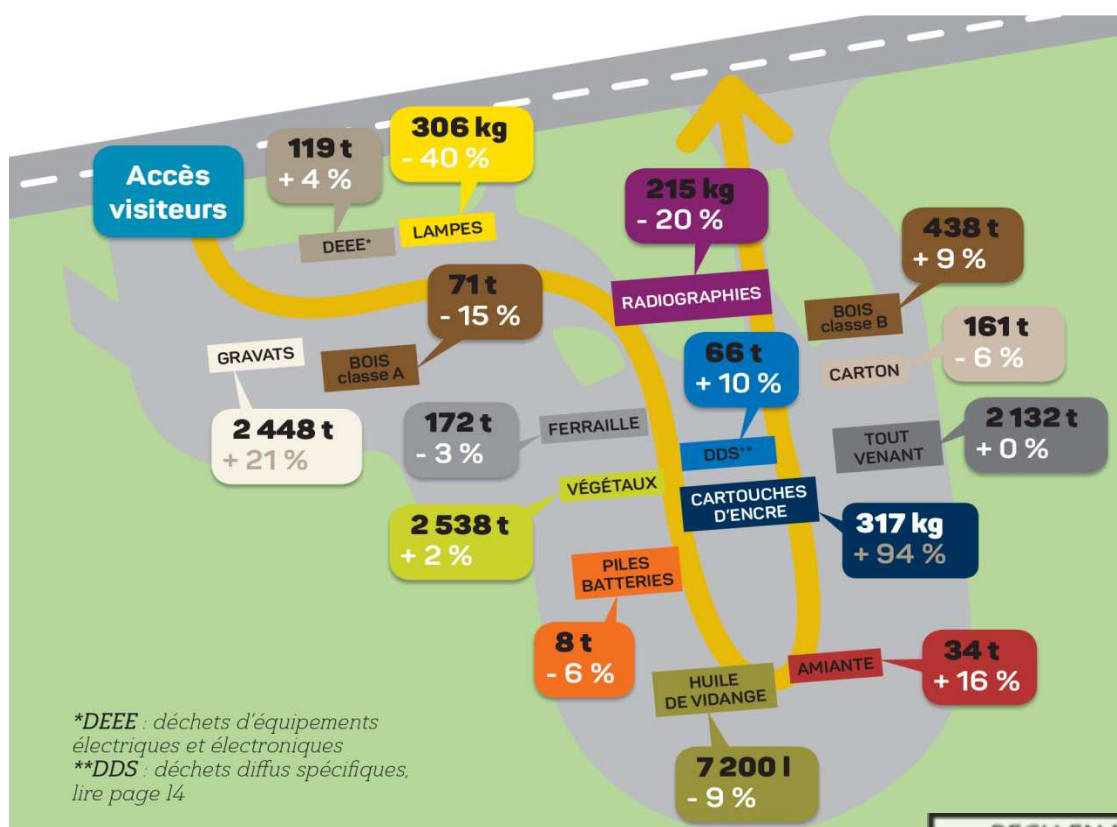 Accès
visiteurs
119 t
+ 4 %
DEEE*
306 kg
- 40 %
LAMPES
215 kg
- 20 %
RADIOGRAPHIES
438 t
+ 9 %
BOIS
classe B
71 t
- 15 %
BOIS
classe A
GRAVATS
2 448 t
+ 21 %
161 t
- 6 %
CARTON
66 t
+ 10 %
DDS**
172 t
- 3 %
FERRAILLE
2 132 t
+ 0 %
TOUT
VENANT
VÉGÉTAUX
2 538 t
+ 2 %
CARTOUCHES
D'ENCRE
317 kg
+ 94 %
PILES
BATTERIES
8 t
- 6 %
AMIANTE
34 t
+ 16 %
HUILE
DE VIDANGE
7 200 l
- 9 %
*DEEE : déchets d'équipements
électriques et électroniques
**DDS : déchets diffus spécifiques,
lire page 14